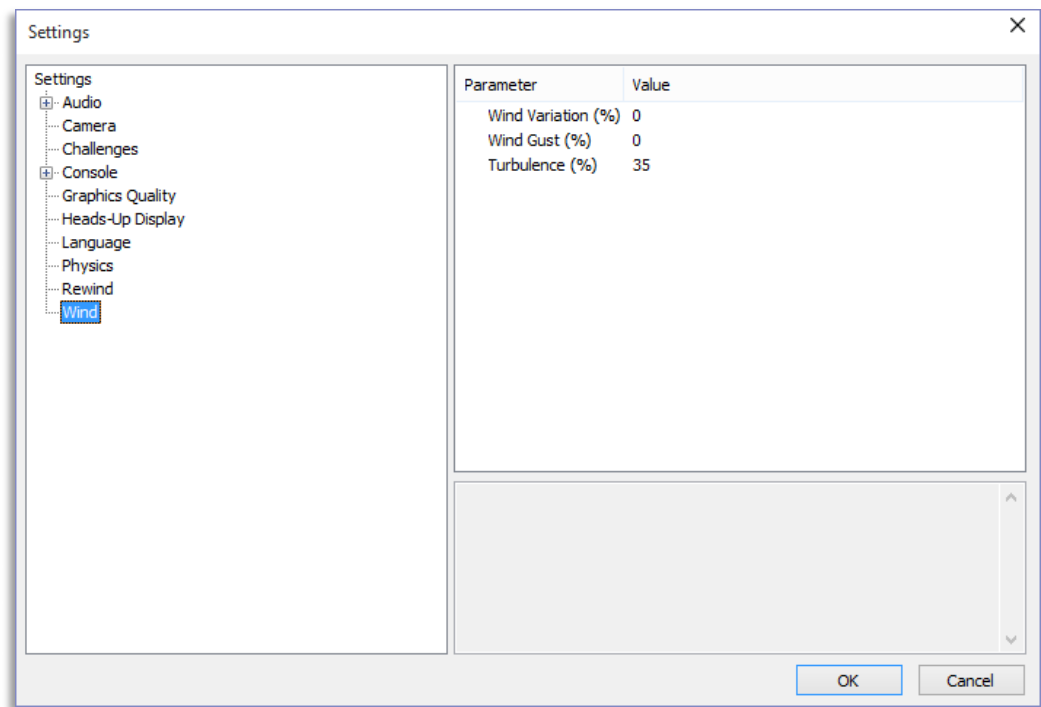 Settings
Settings
Audio
Camera
Challenges
Console
Graphics Quality
Heads-Up Display
Language
Physics
Rewind
Wind
Parameter Value
Wind Variation (%) 0
Wind Gust (%) 0
Turbulence (%) 35
OK Cancel